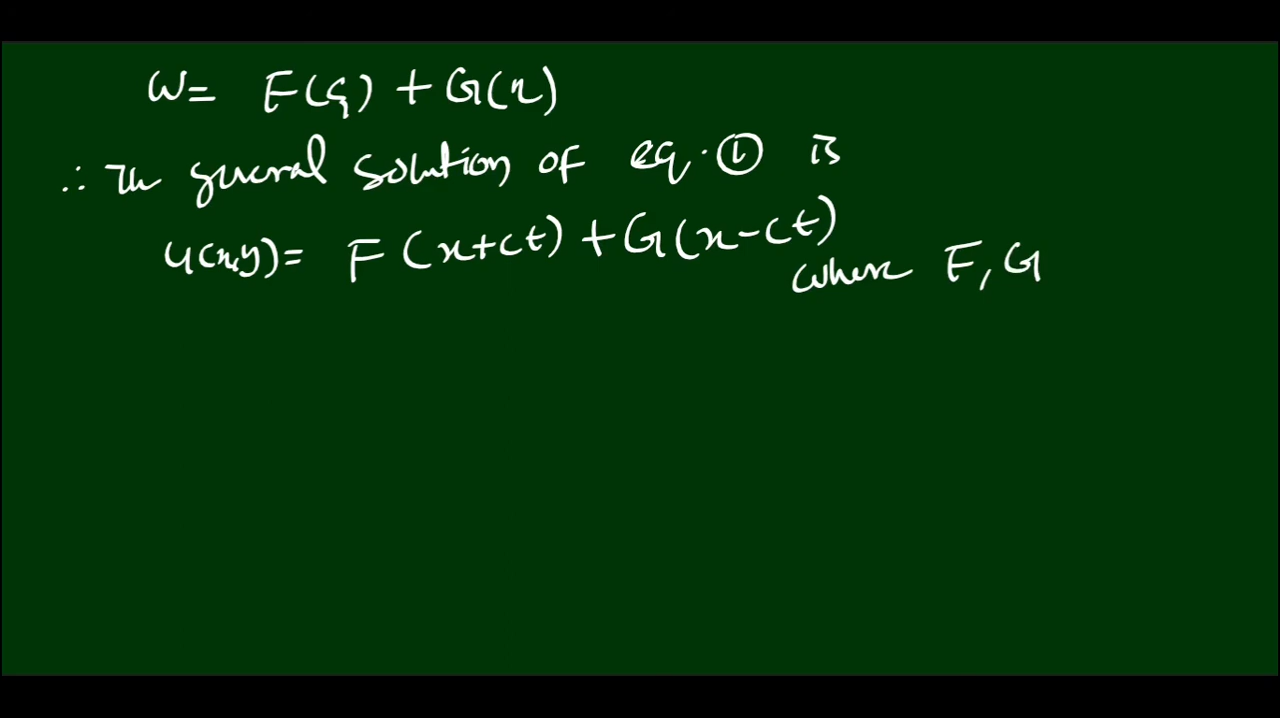 W = F(ξ) + G(η)
∴ The general solution of eq. ① is
u(x,y) = F(x+ct) + G(x-ct)
where F, G